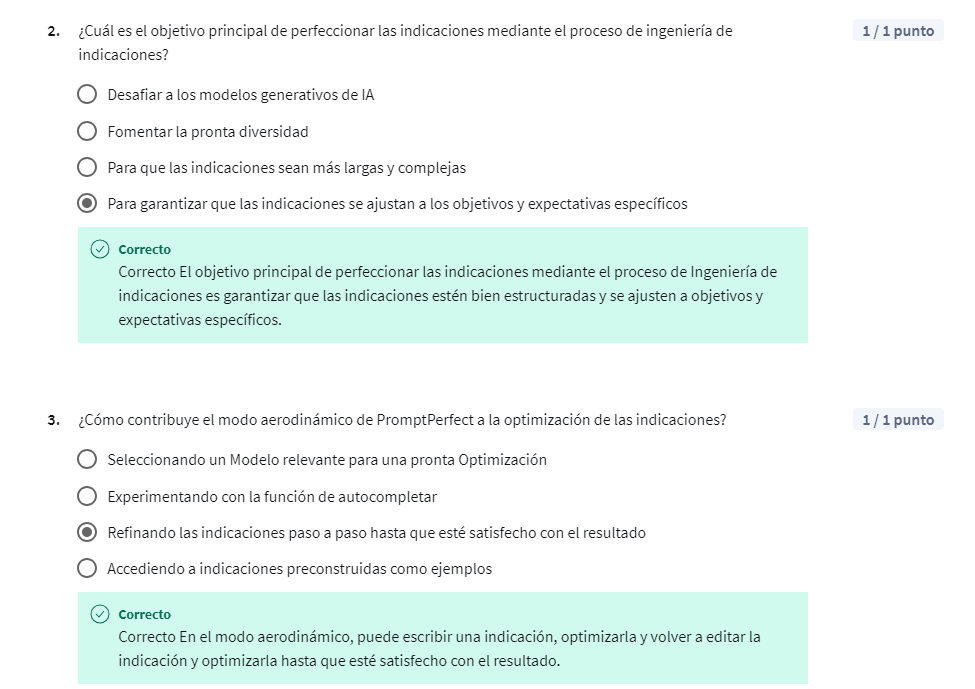 2. ¿Cuál es el objetivo principal de perfeccionar las indicaciones mediante el proceso de ingeniería de 1 / 1 punto
indicaciones?
Desafiar a los modelos generativos de IA
Fomentar la pronta diversidad
Para que las indicaciones sean más largas y complejas
Para garantizar que las indicaciones se ajustan a los objetivos y expectativas específicos
Correcto
Correcto El objetivo principal de perfeccionar las indicaciones mediante el proceso de Ingeniería de
indicaciones es garantizar que las indicaciones estén bien estructuradas y se ajusten a objetivos y
expectativas específicos.
3. ¿Cómo contribuye el modo aerodinámico de PromptPerfect a la optimización de las indicaciones? 1 / 1 punto
Seleccionando un Modelo relevante para una pronta Optimización
Experimentando con la función de autocompletar
Refinando las indicaciones paso a paso hasta que esté satisfecho con el resultado
Accediendo a indicaciones preconstruidas como ejemplos
Correcto
Correcto En el modo aerodinámico, puede escribir una indicación, optimizarla y volver a editar la
indicación y optimizarla hasta que esté satisfecho con el resultado.